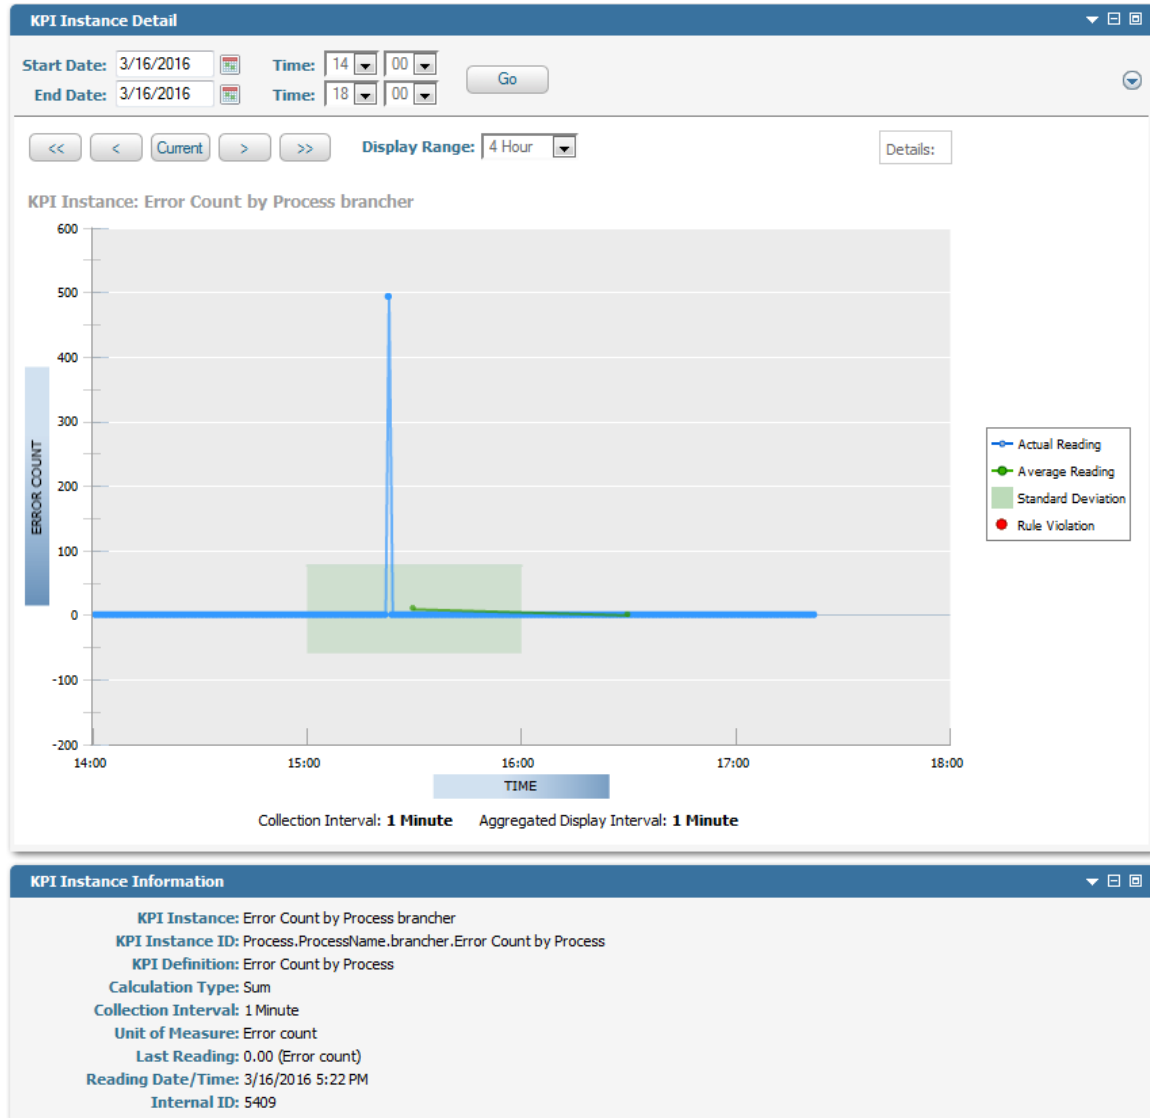 KPI Instance Detail
Start Date: 3/16/2016 Time: 14 00
End Date: 3/16/2016 Time: 18 00
Go
<< < Current > >> Display Range: 4 Hour Details:
KPI Instance: Error Count by Process brancher
600
500
400
300
200
100
0
-100
-200
ERROR COUNT
14:00 15:00 16:00 17:00 18:00
TIME
Actual Reading
Average Reading
Standard Deviation
Rule Violation
Collection Interval: 1 Minute Aggregated Display Interval: 1 Minute
KPI Instance Information
KPI Instance: Error Count by Process brancher
KPI Instance ID: Process.ProcessName.brancher.Error Count by Process
KPI Definition: Error Count by Process
Calculation Type: Sum
Collection Interval: 1 Minute
Unit of Measure: Error count
Last Reading: 0.00 (Error count)
Reading Date/Time: 3/16/2016 5:22 PM
Internal ID: 5409